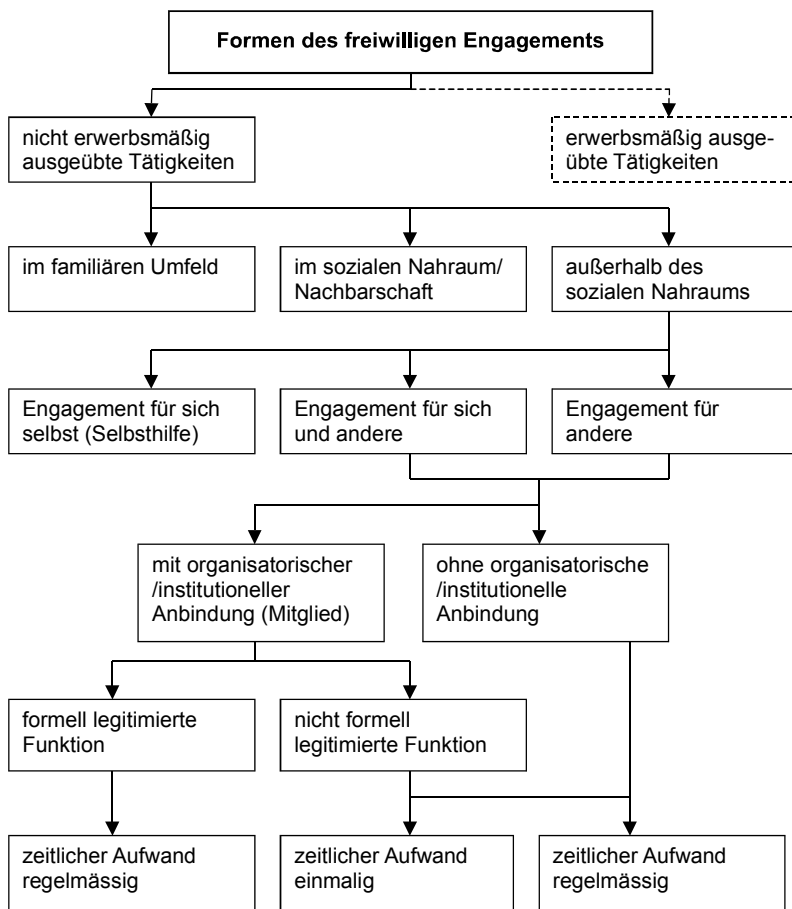 Formen des freiwilligen Engagements
nicht erwerbsmäßig
ausgeübte Tätigkeiten
erwerbsmäßig ausge-
übte Tätigkeiten
im familiären Umfeld
im sozialen Nahraum/
Nachbarschaft
außerhalb des
sozialen Nahraums
Engagement für sich
selbst (Selbsthilfe)
Engagement für sich
und andere
Engagement für
andere
mit organisatorischer
/institutioneller
Anbindung (Mitglied)
ohne organisatorische
/institutionelle
Anbindung
formell legitimierte
Funktion
nicht formell
legitimierte Funktion
zeitlicher Aufwand
regelmässig
zeitlicher Aufwand
einmalig
zeitlicher Aufwand
regelmässig